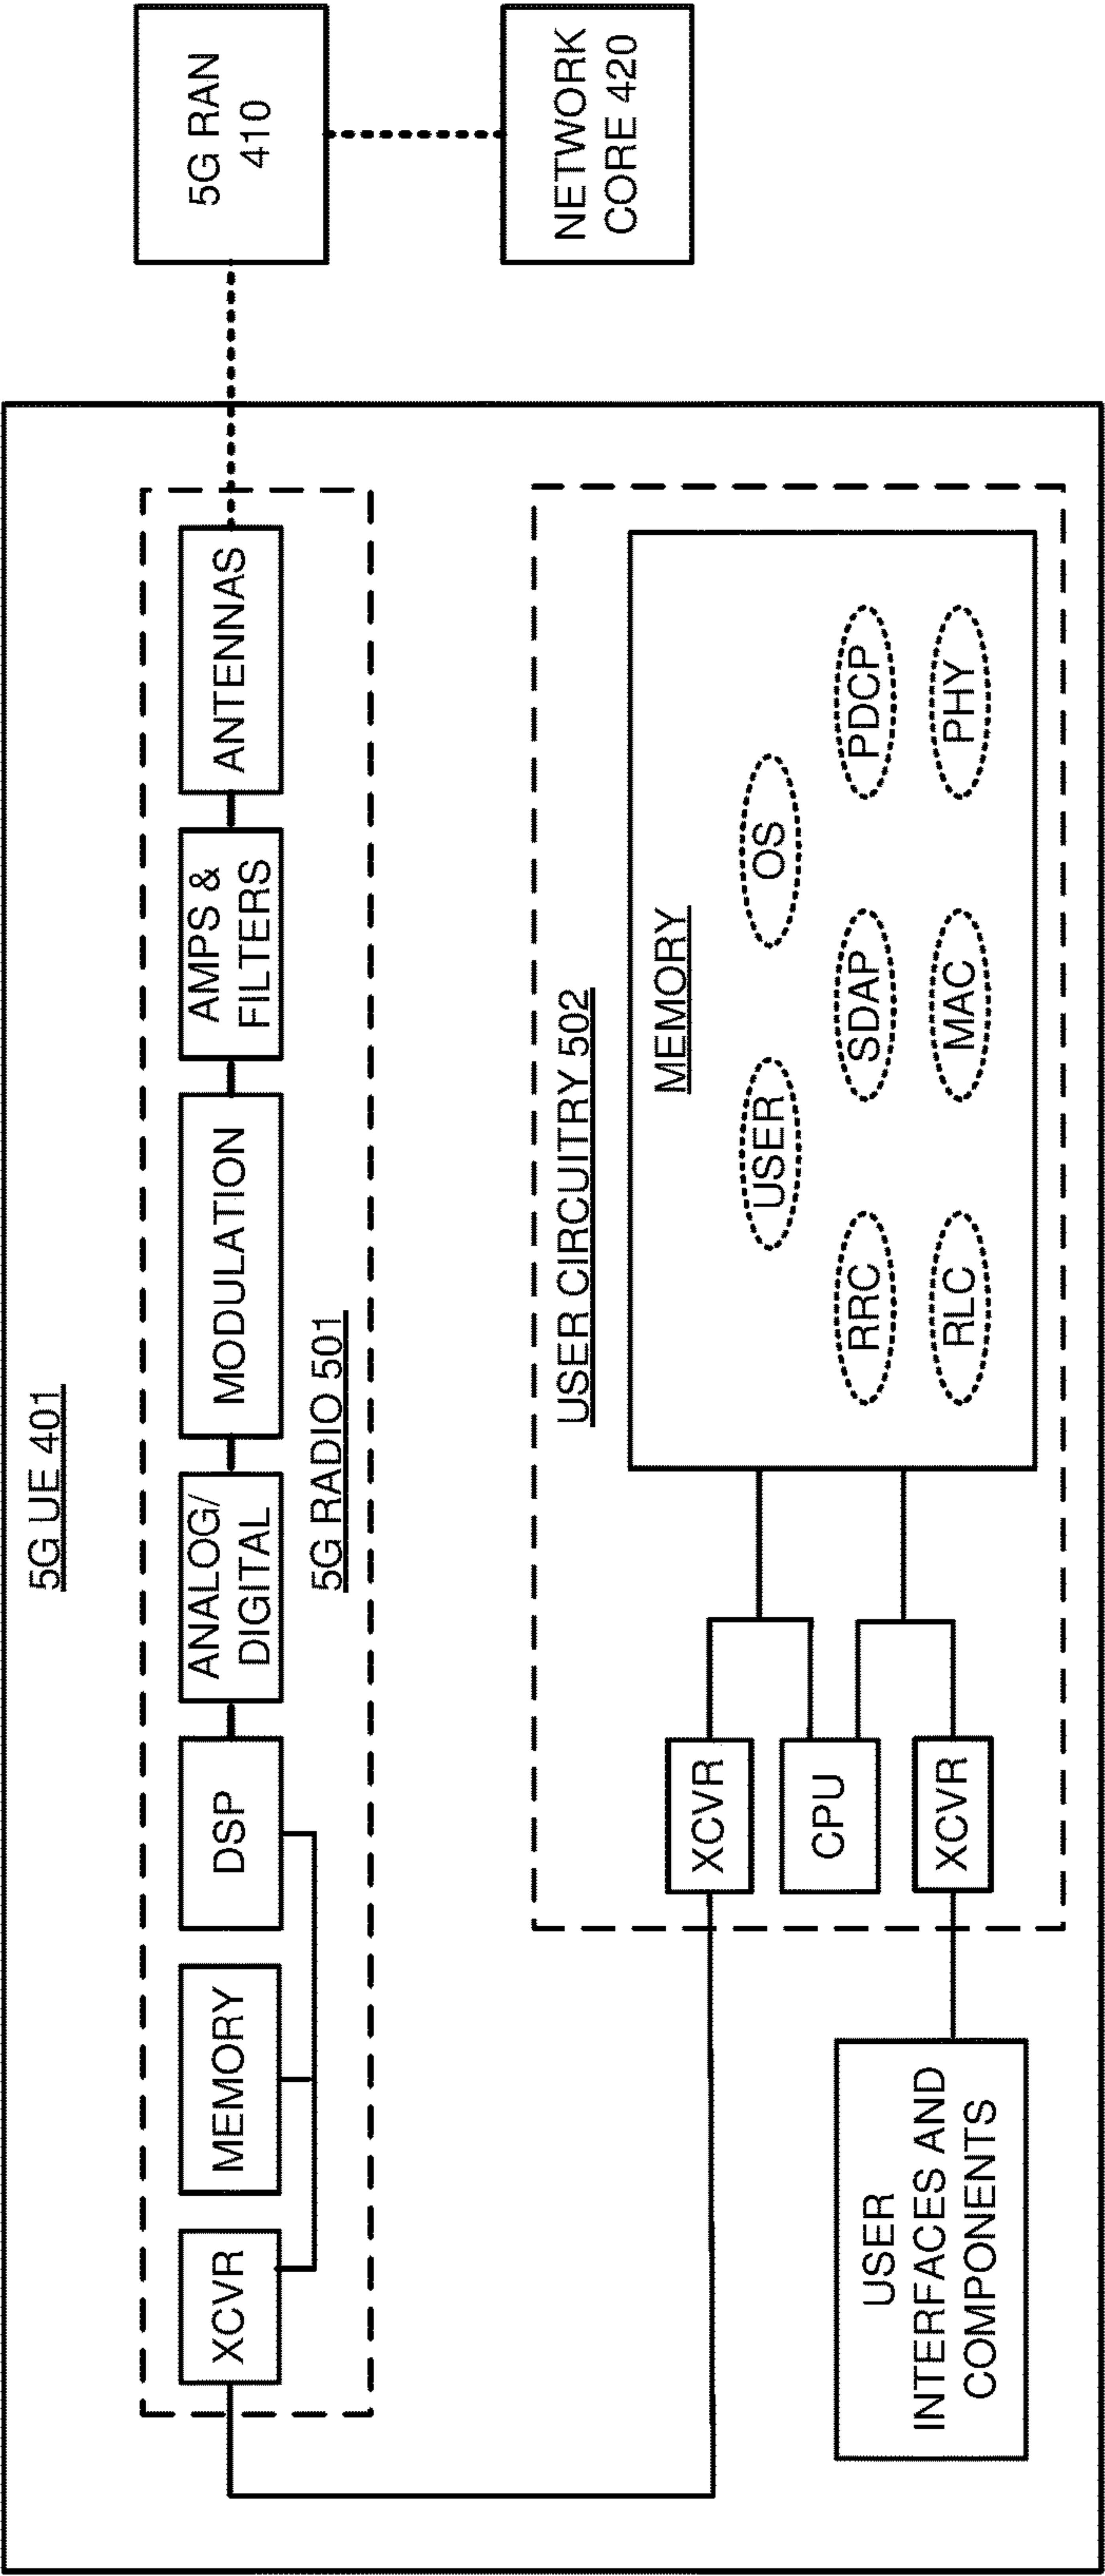 5G UE 401
XCVR
MEMORY
DSP
ANALOG/
DIGITAL
MODULATION
AMPS &
FILTERS
ANTENNAS
5G RADIO 501
5G RAN
410
NETWORK
CORE 420
USER CIRCUITRY 502
MEMORY
USER
OS
RRC
SDAP
PDCP
RLC
MAC
PHY
XCVR
CPU
XCVR
USER
INTERFACES AND
COMPONENTS